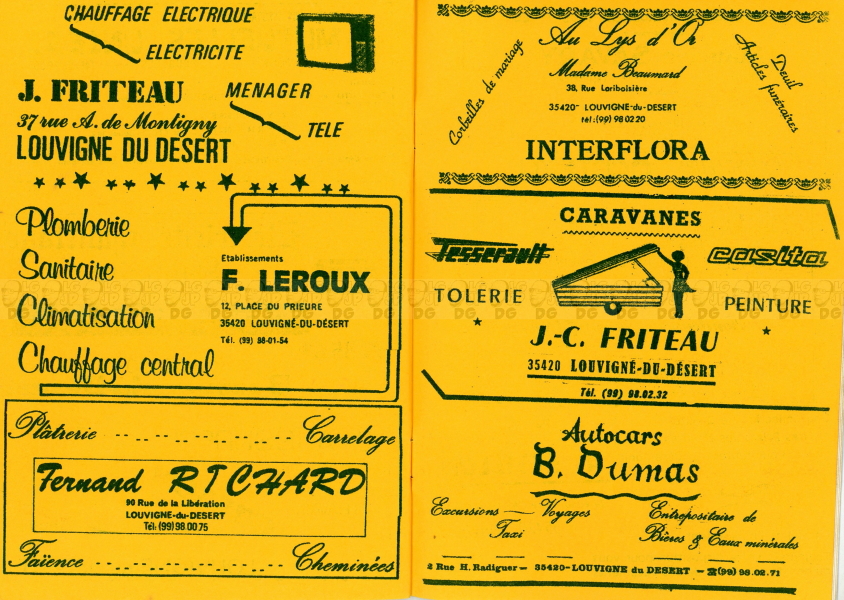 CHAUFFAGE ELECTRIQUE
ELECTRICITE
J. FRITEAU
MENAGER
37 rue A. de Montigny
TELE
LOUVIGNE DU DESERT
Plomberie
Sanitaire
Climatisation
Chauffage central
Etablissements
F. LEROUX
12, PLACE DU PRIEURE
35420 LOUVIGNÉ-DU-DÉSERT
Tél. (99) 98-01-54
Plâtrerie Carrelage
Fernand RICHARD
90 Rue de la Libération
LOUVIGNE-du-DESERT
Tél: (99) 98 00 75
Faïence Cheminées
Au Lys d'Or
Corbeilles de mariage
Madame Beaumard
Deuil
Articles funéraires
38, Rue Lariboisière
35420- LOUVIGNE-du-DESERT
tél:(99) 98 02 20
INTERFLORA
CARAVANES
Tesserault
casita
TOLERIE
PEINTURE
J.-C. FRITEAU
35420 LOUVIGNÉ-DU-DÉSERT
Tél. (99) 98.02.32
Autocars
B. Dumas
Excursions — Voyages
Taxi
Entrepositaire de
Bières & Eaux minérales
2 Rue H. Radiguer — 35420-LOUVIGNE du DESERT — ☎(99) 98.02.71